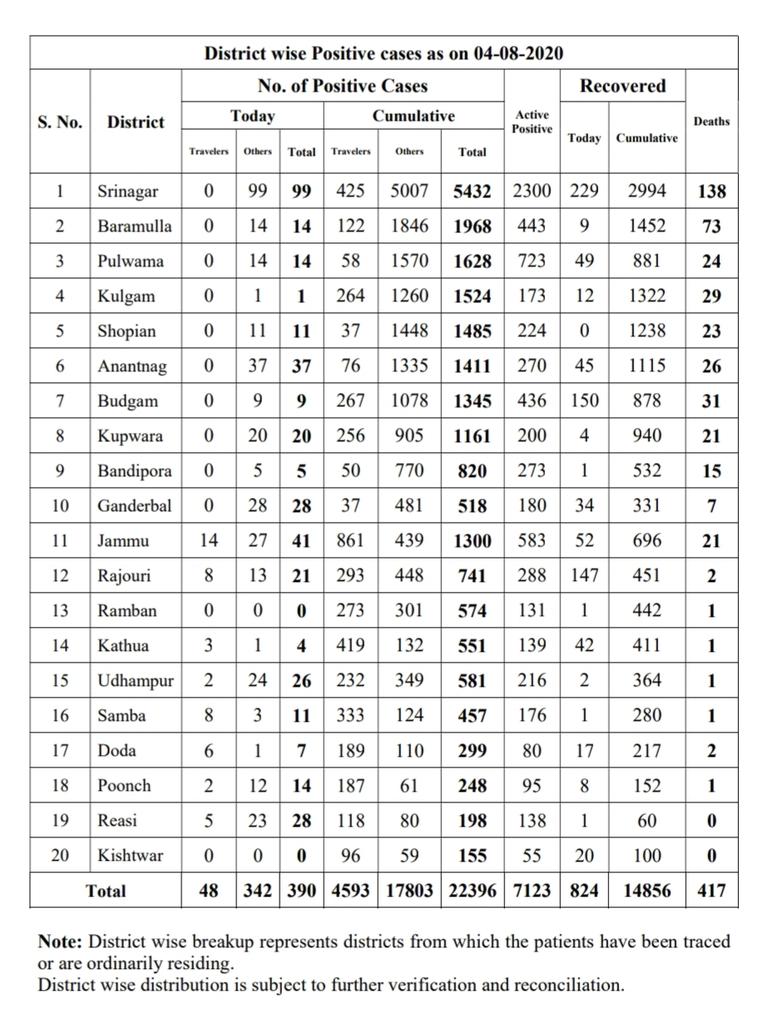 District wise Positive cases as on 04-08-2020
S. No. District No. of Positive Cases Active Positive Recovered Deaths
Today Cumulative Today Cumulative
Travelers Others Total Travelers Others Total
1 Srinagar 0 99 99 425 5007 5432 2300 229 2994 138
2 Baramulla 0 14 14 122 1846 1968 443 9 1452 73
3 Pulwama 0 14 14 58 1570 1628 723 49 881 24
4 Kulgam 0 1 1 264 1260 1524 173 12 1322 29
5 Shopian 0 11 11 37 1448 1485 224 0 1238 23
6 Anantnag 0 37 37 76 1335 1411 270 45 1115 26
7 Budgam 0 9 9 267 1078 1345 436 150 878 31
8 Kupwara 0 20 20 256 905 1161 200 4 940 21
9 Bandipora 0 5 5 50 770 820 273 1 532 15
10 Ganderbal 0 28 28 37 481 518 180 34 331 7
11 Jammu 14 27 41 861 439 1300 583 52 696 21
12 Rajouri 8 13 21 293 448 741 288 147 451 2
13 Ramban 0 0 0 273 301 574 131 1 442 1
14 Kathua 3 1 4 419 132 551 139 42 411 1
15 Udhampur 2 24 26 232 349 581 216 2 364 1
16 Samba 8 3 11 333 124 457 176 1 280 1
17 Doda 6 1 7 189 110 299 80 17 217 2
18 Poonch 2 12 14 187 61 248 95 8 152 1
19 Reasi 5 23 28 118 80 198 138 1 60 0
20 Kishtwar 0 0 0 96 59 155 55 20 100 0
Total 48 342 390 4593 17803 22396 7123 824 14856 417
Note: District wise breakup represents districts from which the patients have been traced
or are ordinarily residing.
District wise distribution is subject to further verification and reconciliation.